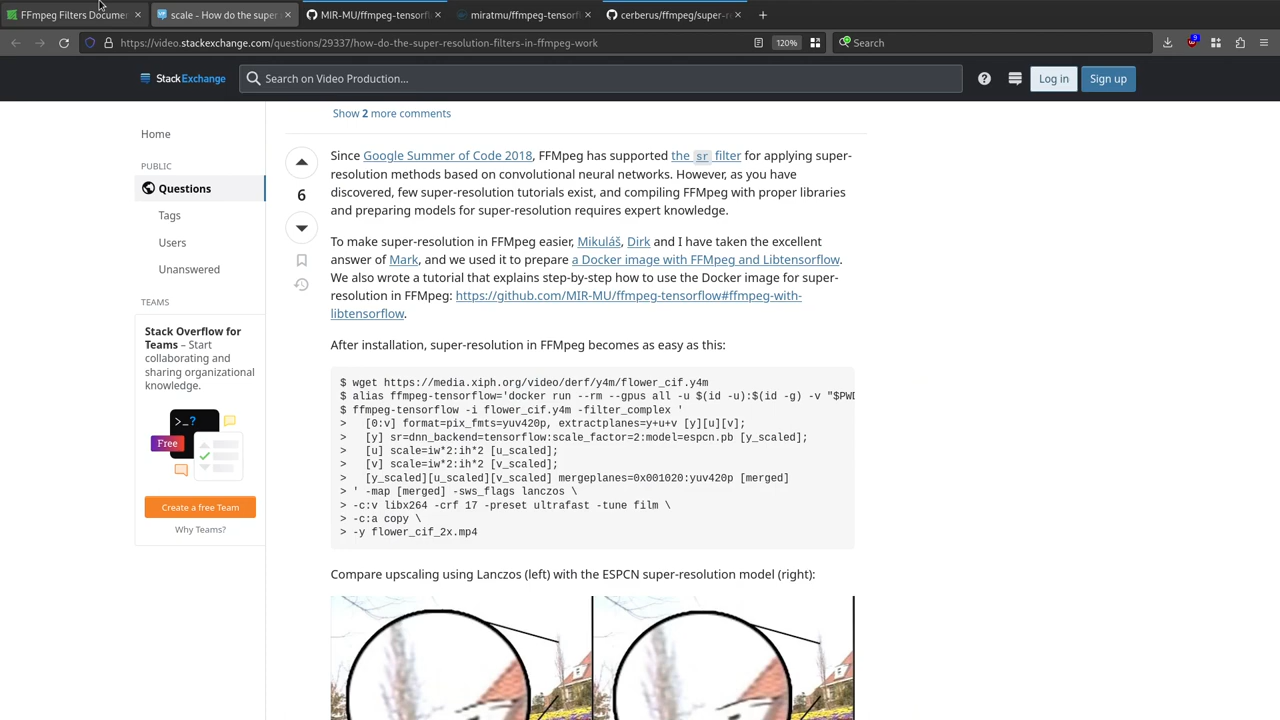 FFmpeg Filters Documen
scale - How do the super
MIR-MU/ffmpeg-tensorfl
miratmu/ffmpeg-tensorfl
cerberus/ffmpeg/super-re
https://video.stackexchange.com/questions/29337/how-do-the-super-resolution-filters-in-ffmpeg-work
120%
Search
StackExchange
Search on Video Production...
Log in
Sign up
Show 2 more comments
Home
PUBLIC
Questions
Tags
Users
Unanswered
TEAMS
Stack Overflow for
Teams – Start
collaborating and
sharing organizational
knowledge.
>_?
Free
Create a free Team
Why Teams?
6
Since Google Summer of Code 2018, FFMpeg has supported the sr filter for applying super-
resolution methods based on convolutional neural networks. However, as you have
discovered, few super-resolution tutorials exist, and compiling FFMpeg with proper libraries
and preparing models for super-resolution requires expert knowledge.
To make super-resolution in FFMpeg easier, Mikuláš, Dirk and I have taken the excellent
answer of Mark, and we used it to prepare a Docker image with FFMpeg and Libtensorflow.
We also wrote a tutorial that explains step-by-step how to use the Docker image for super-
resolution in FFMpeg: https://github.com/MIR-MU/ffmpeg-tensorflow#ffmpeg-with-
libtensorflow.
After installation, super-resolution in FFMpeg becomes as easy as this:
$ wget https://media.xiph.org/video/derf/y4m/flower_cif.y4m
$ alias ffmpeg-tensorflow='docker run --rm --gpus all -u $(id -u):$(id -g) -v "$PWD
$ ffmpeg-tensorflow -i flower_cif.y4m -filter_complex '
>   [0:v] format=pix_fmts=yuv420p, extractplanes=y+u+v [y][u][v];
>   [y] sr=dnn_backend=tensorflow:scale_factor=2:model=espcn.pb [y_scaled];
>   [u] scale=iw*2:ih*2 [u_scaled];
>   [v] scale=iw*2:ih*2 [v_scaled];
>   [y_scaled][u_scaled][v_scaled] mergeplanes=0x001020:yuv420p [merged]
> ' -map [merged] -sws_flags lanczos \
> -c:v libx264 -crf 17 -preset ultrafast -tune film \
> -c:a copy \
> -y flower_cif_2x.mp4
Compare upscaling using Lanczos (left) with the ESPCN super-resolution model (right):